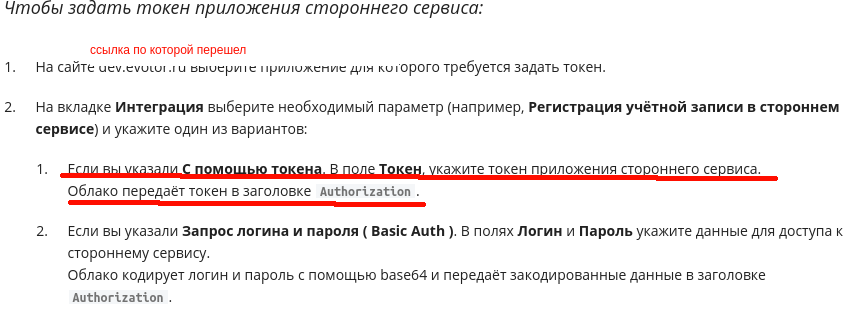 Чтобы задать токен приложения стороннего сервиса:
ссылка по которой перешел
1. На сайте dev.evotor.ru выберите приложение для которого требуется задать токен.
2. На вкладке Интеграция выберите необходимый параметр (например, Регистрация учётной записи в стороннем
сервисе) и укажите один из вариантов:
1. Если вы указали С помощью токена. В поле Токен, укажите токен приложения стороннего сервиса.
Облако передаёт токен в заголовке Authorization .
2. Если вы указали Запрос логина и пароля ( Basic Auth ). В полях Логин и Пароль укажите данные для доступа к
стороннему сервису.
Облако кодирует логин и пароль с помощью base64 и передаёт закодированные данные в заголовке
Authorization .